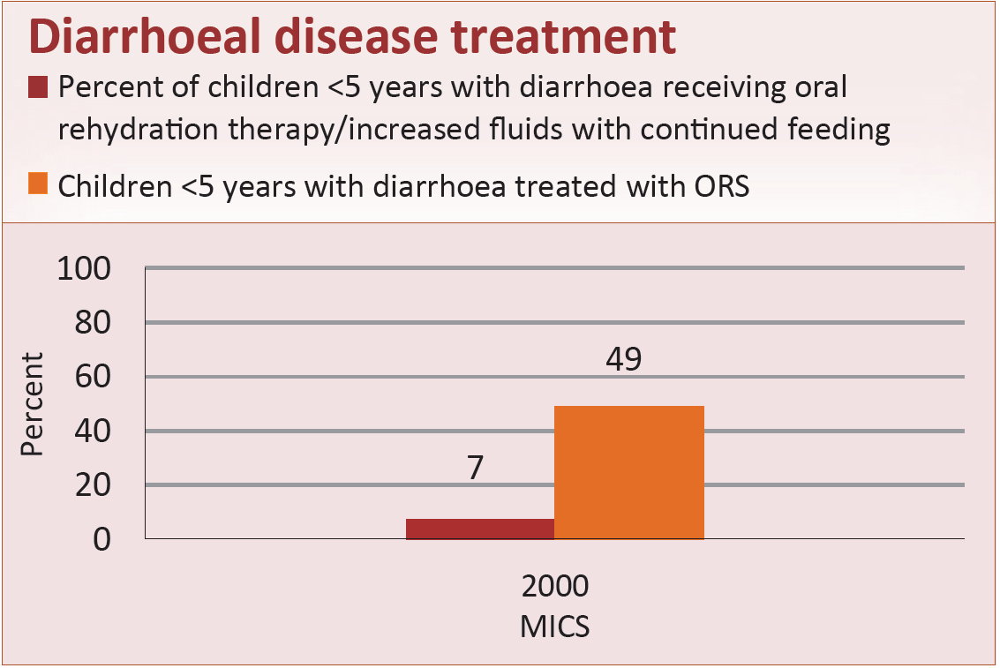 Diarrhoeal disease treatment
Percent of children <5 years with diarrhoea receiving oral
rehydration therapy/increased fluids with continued feeding
Children <5 years with diarrhoea treated with ORS
Percent
100
80
60
40
20
0
7
49
2000
MICS